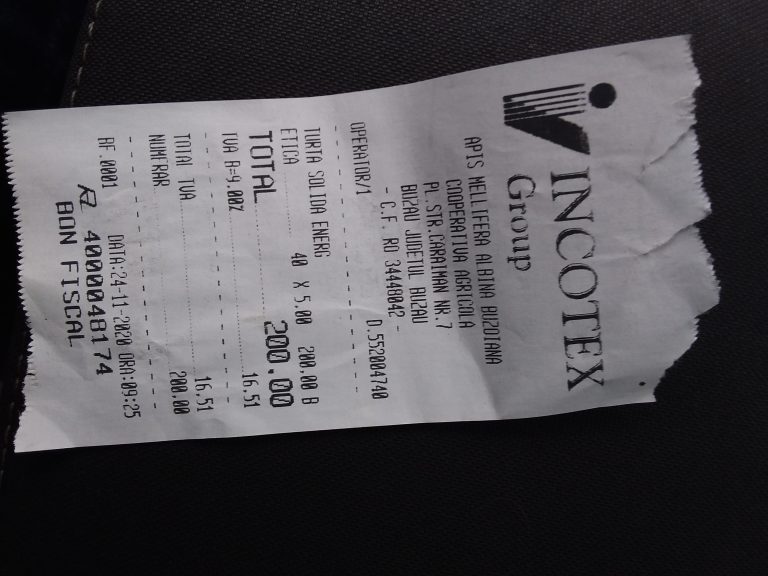 INCOTEX
Group
APIS MELLIFERA ALBINA BUZOIANA
COOPERATIVA AGRICOLA
PL.STR.CARAIMAN NR.7
BUZAU JUDETUL BUZAU
- C.F. RO 34448042 -
OPERATOR/1 D.552004740
TURTA SOLIDA ENERG
ETICA 40 X 5.00 200,00 B
TOTAL 200.00
TVA B=9.00% 16,51
TOTAl TVA 16,51
NUMERAR 200,00
BF.0001 DATA:24-11-2020 ORA:09:25
4000048174
BON FISCAL